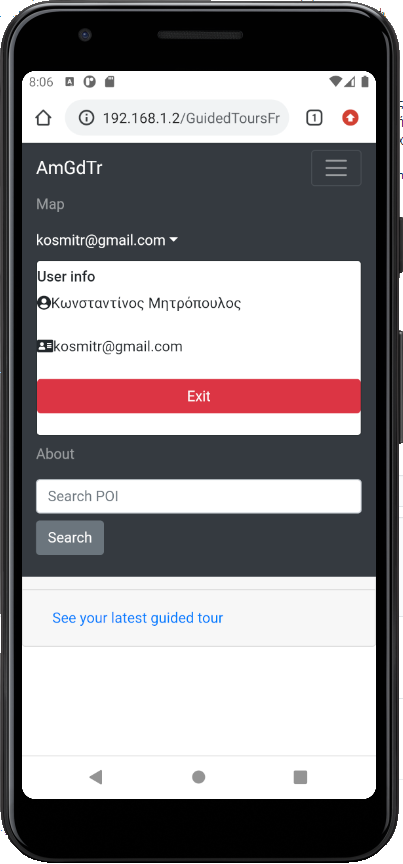 8:06
192.168.1.2/GuidedToursFr
1
AmGdTr
Map
kosmitr@gmail.com
User info
Κωνσταντίνος Μητρόπουλος
kosmitr@gmail.com
Exit
About
Search POI
Search
See your latest guided tour